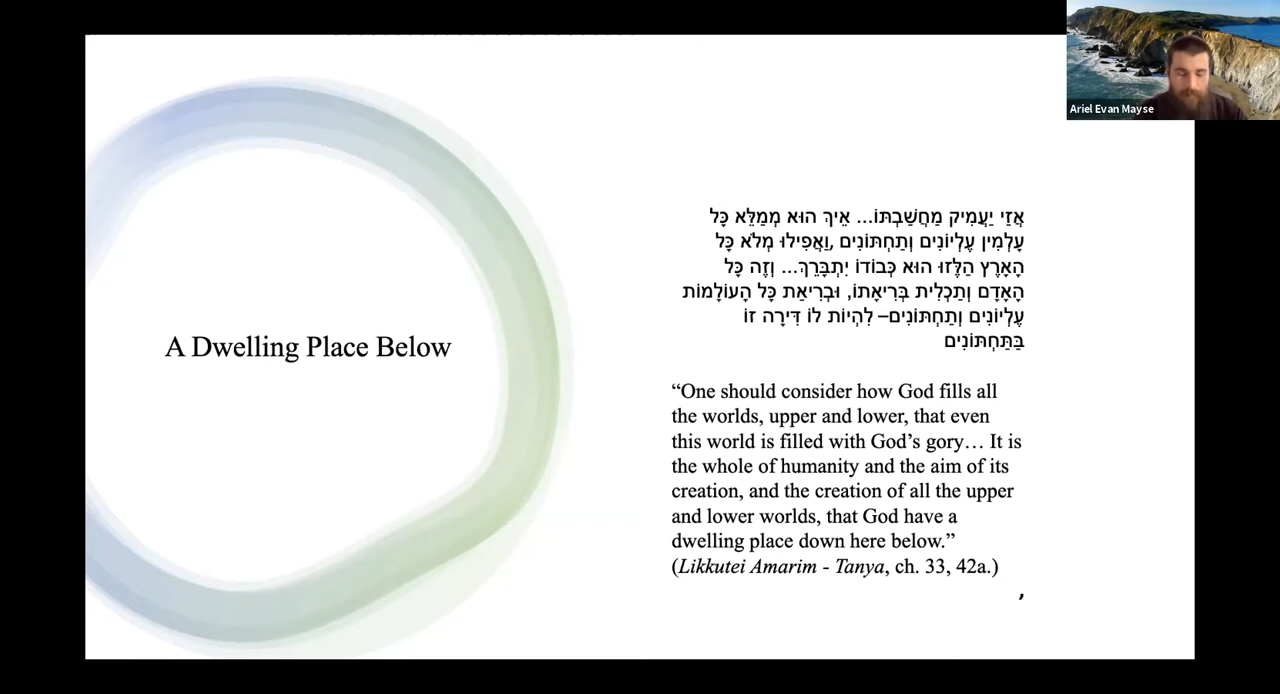 Ariel Evan Mayse
A Dwelling Place Below
אֲזַי יַעֲמִיק מַחֲשַׁבְתּוֹ... אֵיךְ הוּא מְמַלֵּא כָּל
עָלְמִין עֶלְיוֹנִים וְתַחְתּוֹנִים ,וַאֲפִילוּ מְלֹא כָּל
הָאָרֶץ הַלֶּזוּ הוּא כְּבוֹדוֹ יִתְבָּרֵךְ... וְזֶה כָּל
הָאָדָם וְתַכְלִית בְּרִיאָתוֹ, וּבְרִיאַת כָּל הָעוֹלָמוֹת
עֶלְיוֹנִים וְתַחְתּוֹנִים– לִהְיוֹת לוֹ דִּירָה זוֹ
בַּתַּחְתּוֹנִים
“One should consider how God fills all
the worlds, upper and lower, that even
this world is filled with God’s gory… It is
the whole of humanity and the aim of its
creation, and the creation of all the upper
and lower worlds, that God have a
dwelling place down here below.”
(Likkutei Amarim - Tanya, ch. 33, 42a.)
,